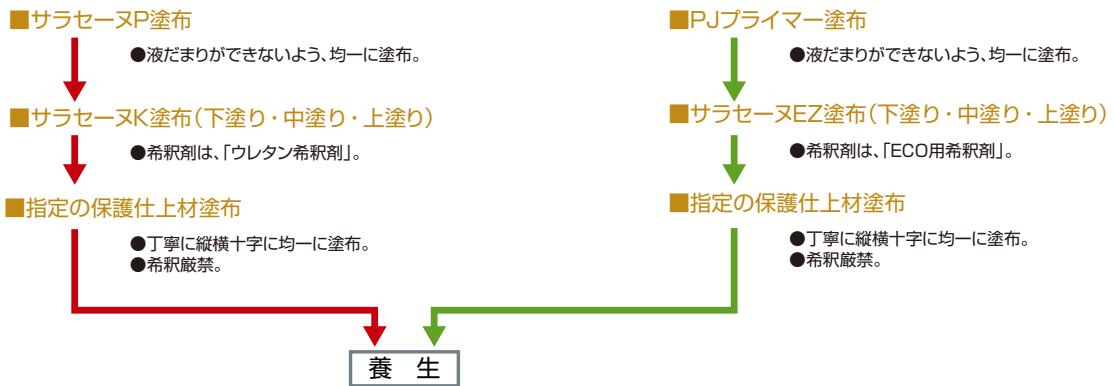 ■サラセーヌP塗布
●液だまりができないよう、均一に塗布。
■サラセーヌK塗布（下塗り・中塗り・上塗り）
●希釈剤は、「ウレタン希釈剤」。
■指定の保護仕上材塗布
●丁寧に縦横十字に均一に塗布。
●希釈厳禁。
■PJプライマー塗布
●液だまりができないよう、均一に塗布。
■サラセーヌEZ塗布（下塗り・中塗り・上塗り）
●希釈剤は、「ECO用希釈剤」。
■指定の保護仕上材塗布
●丁寧に縦横十字に均一に塗布。
●希釈厳禁。
養　生